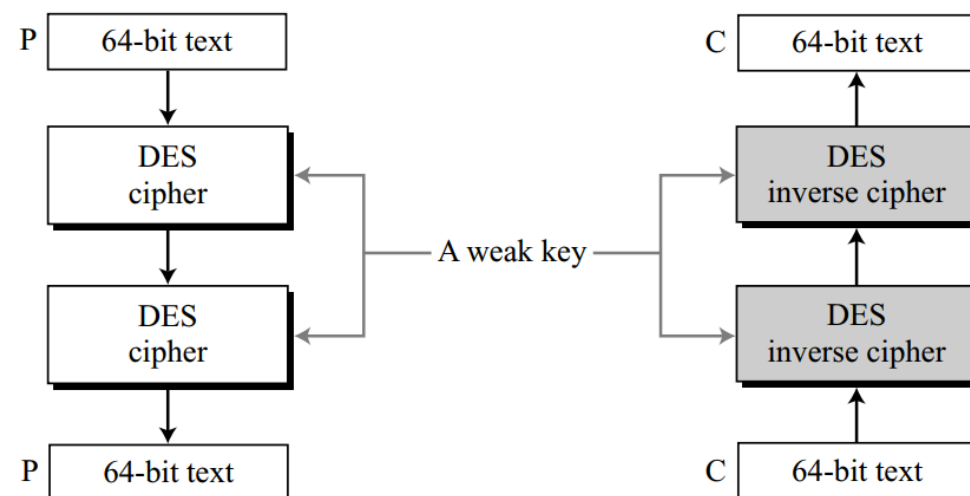 P 64-bit text
DES
cipher
DES
cipher
P 64-bit text
A weak key
C 64-bit text
DES
inverse cipher
DES
inverse cipher
C 64-bit text